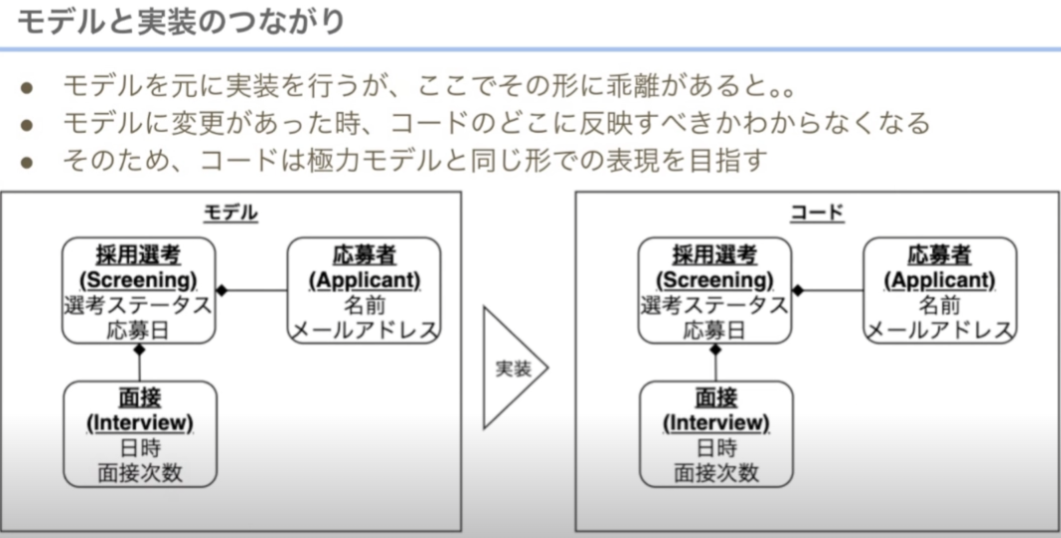 モデルと実装のつながり
● モデルを元に実装を行うが、ここでその形に乖離があると。。
● モデルに変更があった時、コードのどこに反映すべきかわからなくなる
● そのため、コードは極力モデルと同じ形での表現を目指す
モデル
採用選考
(Screening)
選考ステータス
応募日
応募者
(Applicant)
名前
メールアドレス
面接
(Interview)
日時
面接次数
実装
コード
採用選考
(Screening)
選考ステータス
応募日
応募者
(Applicant)
名前
メールアドレス
面接
(Interview)
日時
面接次数